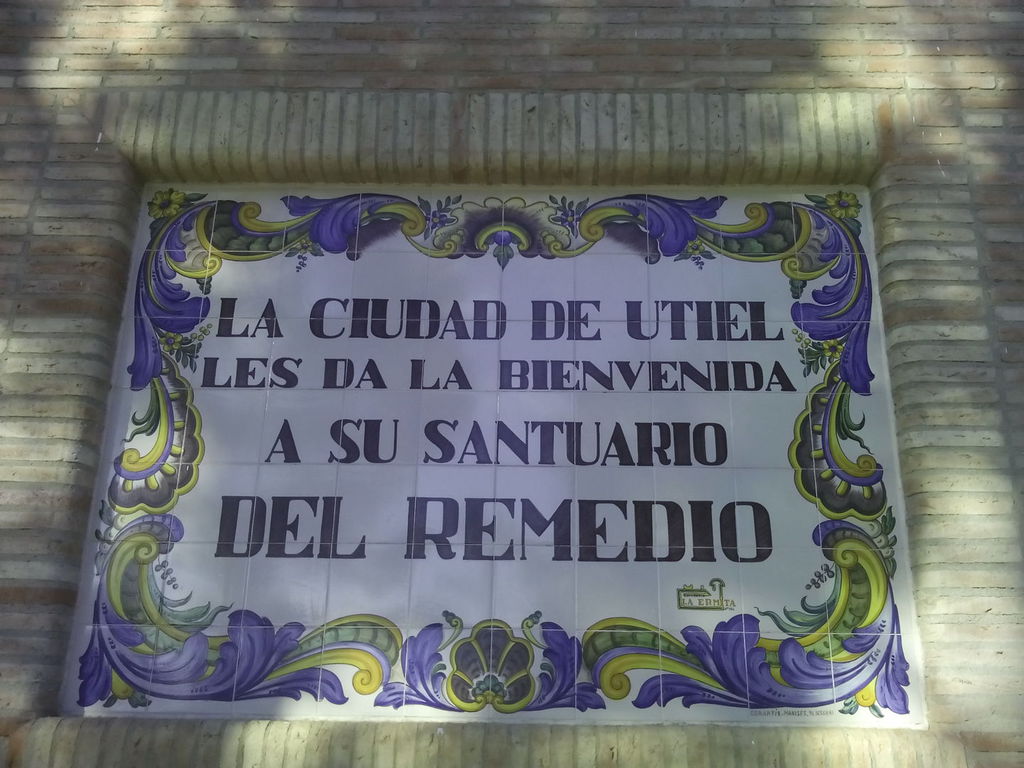 LA CIUDAD DE UTIEL
LES DA LA BIENVENIDA
A SU SANTUARIO
DEL REMEDIO
LA ERMITA